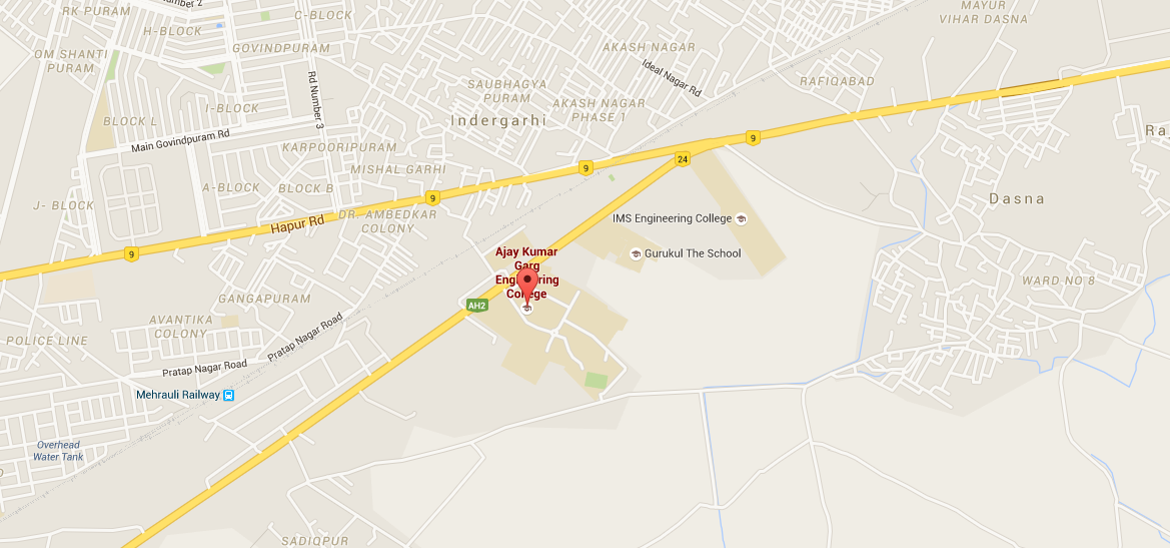 Number 2
RK-PURAM
C-BLOCK
MAYUR
VIHAR DASNA
H-BLOCK
OM SHANTI
PURAM
GOVINDPURAM
AKASH NAGAR
Ideal Nagar Rd
RAFIQABAD
Rd Number 3
SAUBHAGYA
PURAM
I-BLOCK
AKASH NAGAR
PHASE 1
BLOCK L
Indergarhi
Main Govindpuram Rd
KARPOORIPURAM
9
24
MISHAL GARHI
9
A-BLOCK
BLOCK B
9
J- BLOCK
Dasna
DR. AMBEDKAR
COLONY
Hapur Rd
IMS Engineering College
9
Ajay Kumar
Garg
Engineering
College
Gurukul The School
WARD NO 8
GANGAPURAM
AH2
AVANTIKA
COLONY
Pratap Nagar Road
POLICE LINE
Pratap Nagar Road
Mehrauli Railway
Overhead
Water Tank
SADIQPUR